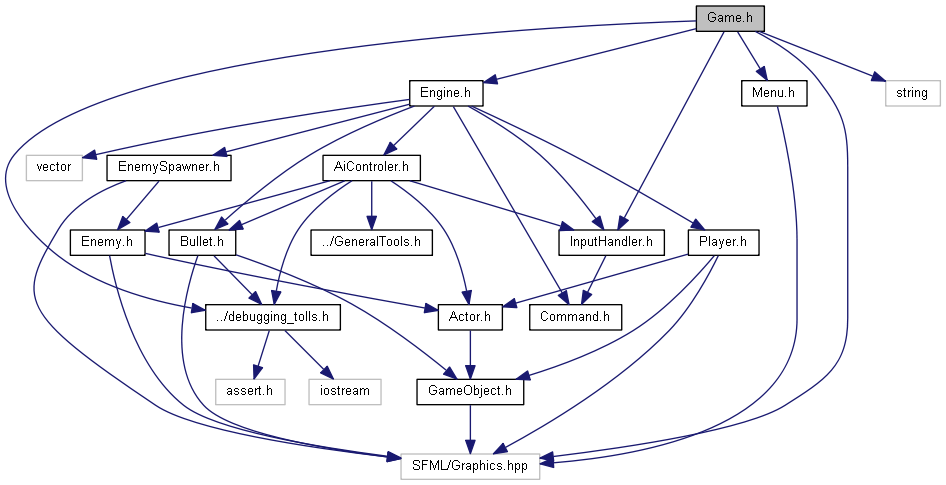 Game.h
Engine.h
Menu.h
string
vector
EnemySpawner.h
AiControler.h
Enemy.h
Bullet.h
../GeneralTools.h
InputHandler.h
Player.h
../debugging_tolls.h
Actor.h
Command.h
assert.h
iostream
GameObject.h
SFML/Graphics.hpp